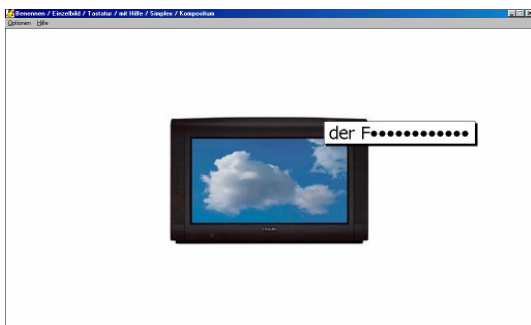 Benennen / Einzelbild / Tastatur / mit Hilfe / Simplex / Kompositum
Optionen Hilfe
der F••••••••••••